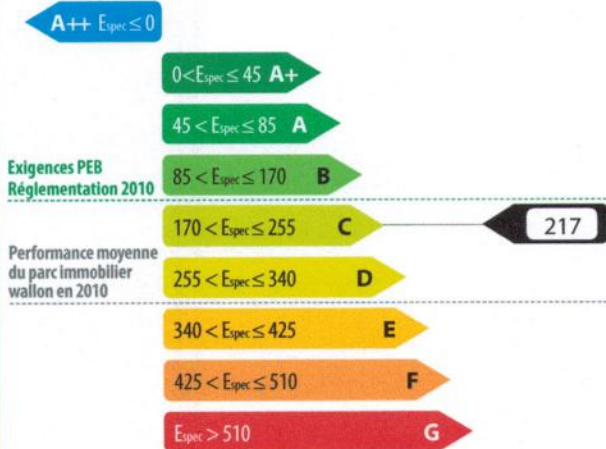 A++ Espec ≤ 0
0<Espec ≤ 45 A+
45 < Espec ≤ 85 A
Exigences PEB
Réglementation 2010
85 < Espec ≤ 170 B
170 < Espec ≤ 255 C
217
Performance moyenne
du parc immobilier
wallon en 2010
255 < Espec ≤ 340 D
340 < Espec ≤ 425 E
425 < Espec ≤ 510 F
Espec > 510 G